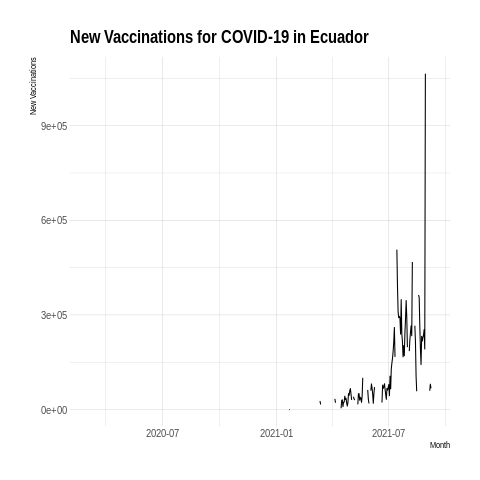 New Vaccinations for COVID-19 in Ecuador
New Vaccinations
9e+05
6e+05
3e+05
0e+00
2020-07
2021-01
2021-07
Month